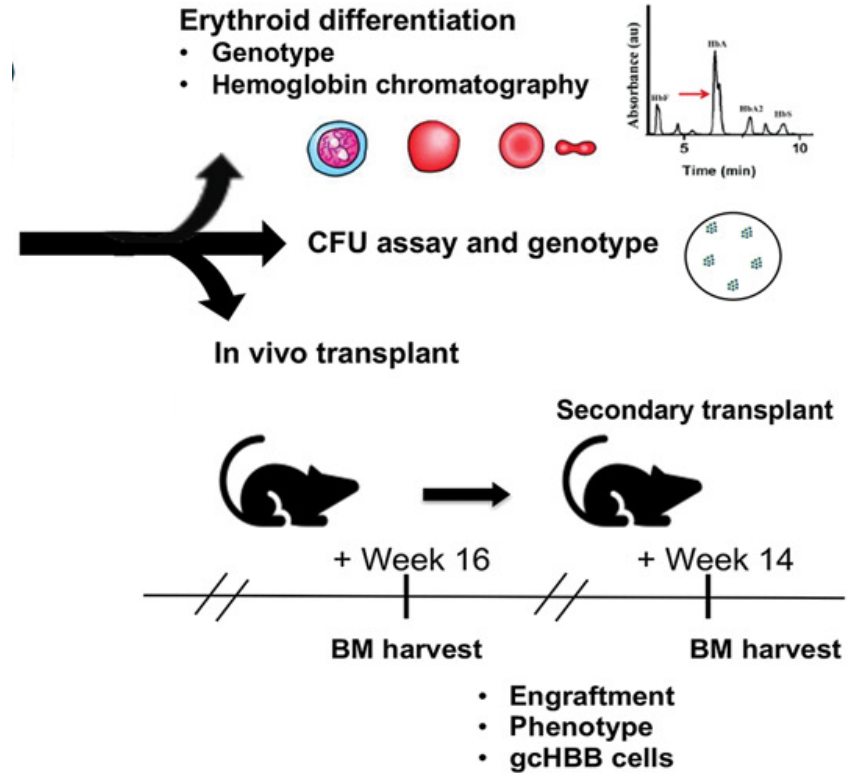 Erythroid differentiation
• Genotype
• Hemoglobin chromatography
Absorbance (au)
HbF
HbA
HbA2
HbS
5
10
Time (min)
CFU assay and genotype
In vivo transplant
Secondary transplant
+ Week 16
+ Week 14
BM harvest
BM harvest
• Engraftment
• Phenotype
• gcHBB cells